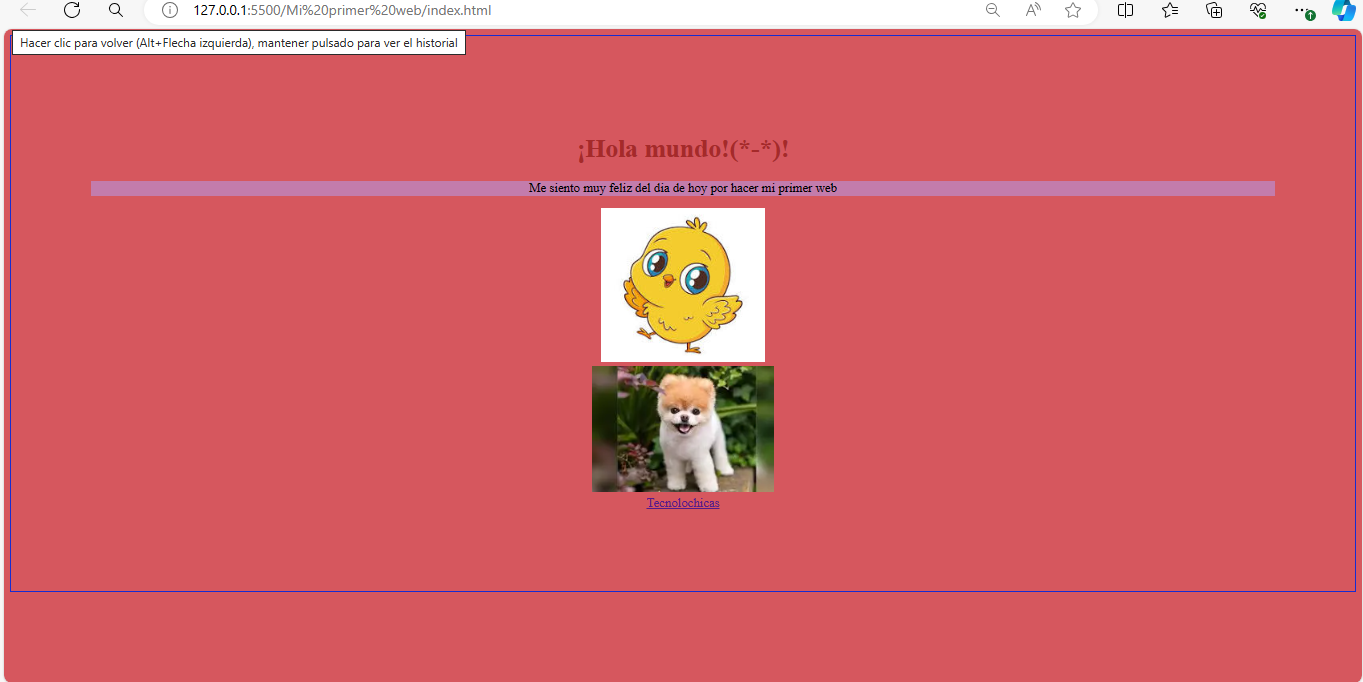 127.0.0.1:5500/Mi%20primer%20web/index.html
Hacer clic para volver (Alt+Flecha izquierda), mantener pulsado para ver el historial
¡Hola mundo!(*-*)!
Me siento muy feliz del dia de hoy por hacer mi primer web
Tecnolochicas